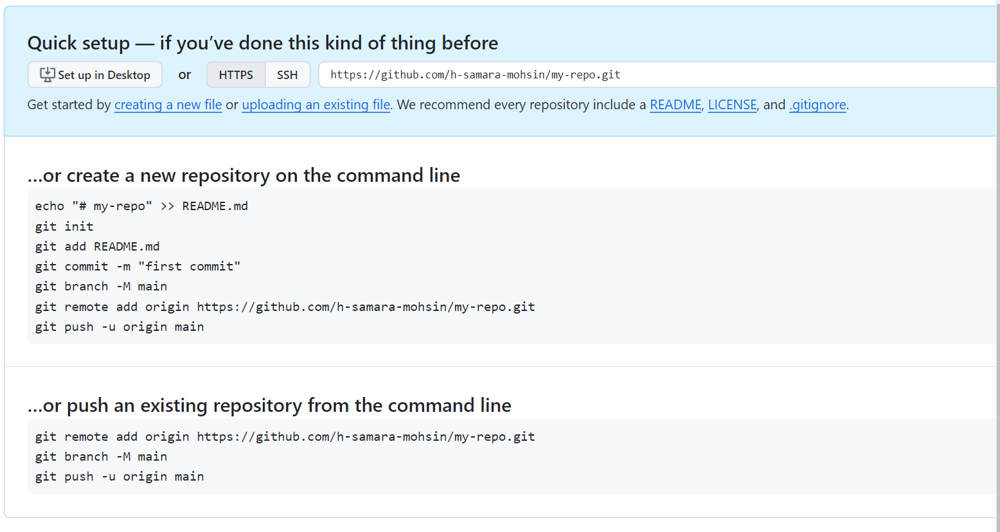 Quick setup — if you’ve done this kind of thing before
Set up in Desktop or HTTPS SSH https://github.com/h-samara-mohsin/my-repo.git
Get started by creating a new file or uploading an existing file. We recommend every repository include a README, LICENSE, and .gitignore.
…or create a new repository on the command line
echo "# my-repo" >> README.md
git init
git add README.md
git commit -m "first commit"
git branch -M main
git remote add origin https://github.com/h-samara-mohsin/my-repo.git
git push -u origin main
…or push an existing repository from the command line
git remote add origin https://github.com/h-samara-mohsin/my-repo.git
git branch -M main
git push -u origin main